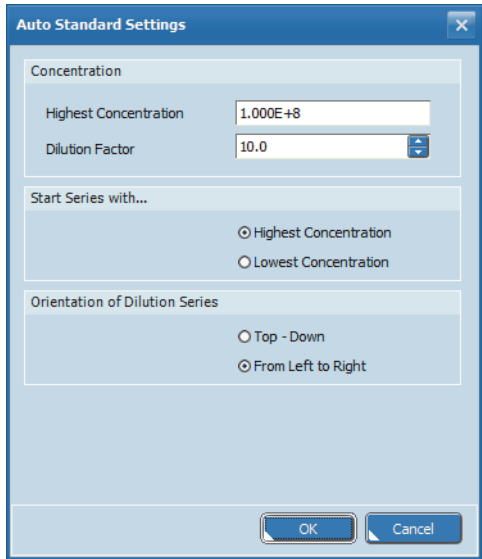 Auto Standard Settings
Concentration
Highest Concentration 1.000E+8
Dilution Factor 10.0
Start Series with...
Highest Concentration
Lowest Concentration
Orientation of Dilution Series
Top - Down
From Left to Right
OK Cancel